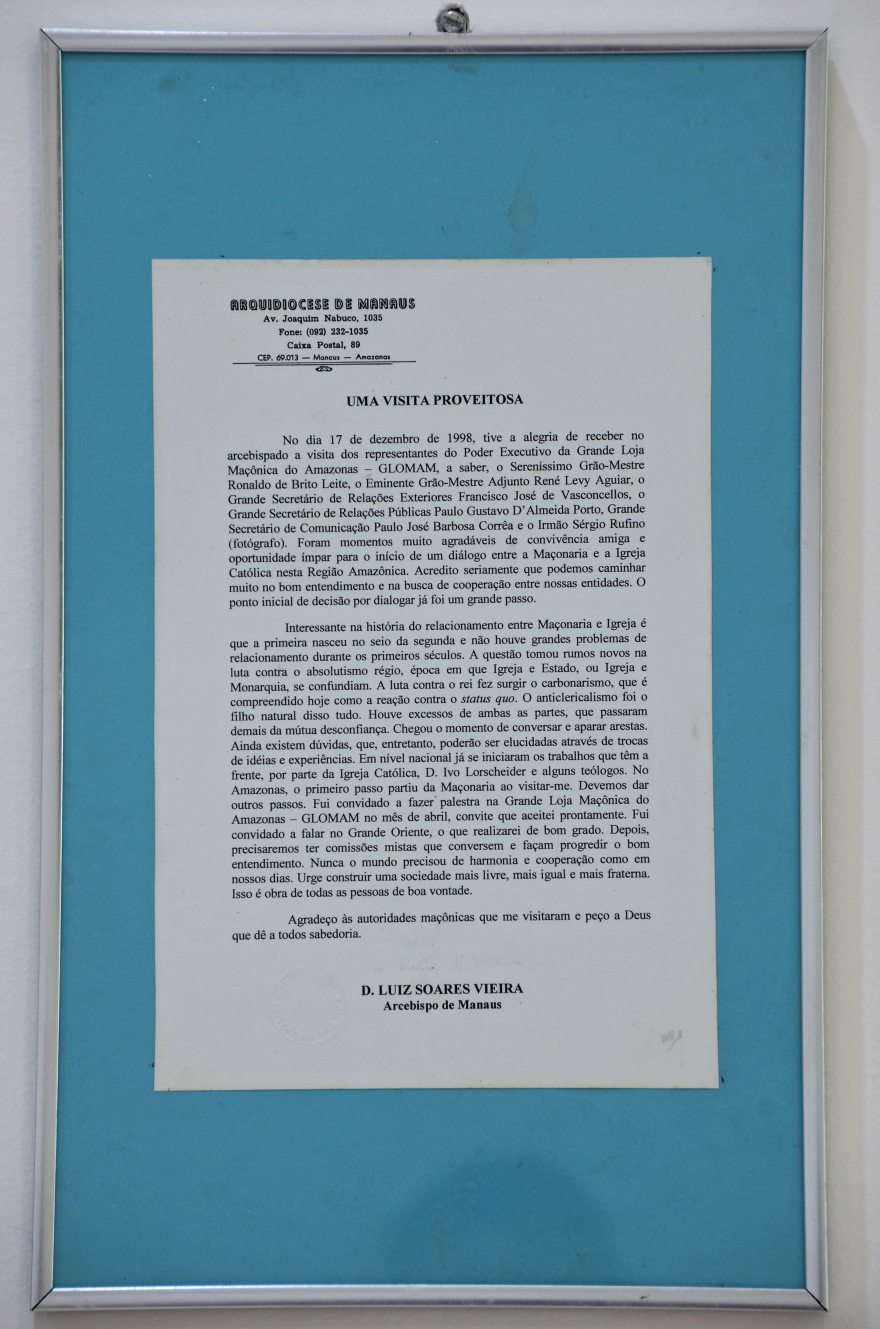 ARQUIDIOCESE DE MANAUS
Av. Joaquim Nabuco, 1035
Fone: (092) 232-1035
Caixa Postal, 89
CEP. 69.013 — Manaus — Amazonas
UMA VISITA PROVEITOSA
No dia 17 de dezembro de 1998, tive a alegria de receber no
arcebispado a visita dos representantes do Poder Executivo da Grande Loja
Maçônica do Amazonas – GLOMAM, a saber, o Sereníssimo Grão-Mestre
Ronaldo de Brito Leite, o Eminente Grão-Mestre Adjunto René Levy Aguiar, o
Grande Secretário de Relações Exteriores Francisco José de Vasconcellos, o
Grande Secretário de Relações Públicas Paulo Gustavo D'Almeida Porto, Grande
Secretário de Comunicação Paulo José Barbosa Corrêa e o Irmão Sérgio Rufino
(fotógrafo). Foram momentos muito agradáveis de convivência amiga e
oportunidade ímpar para o início de um diálogo entre a Maçonaria e a Igreja
Católica nesta Região Amazônica. Acredito seriamente que podemos caminhar
muito no bom entendimento e na busca de cooperação entre nossas entidades. O
ponto inicial de decisão por dialogar já foi um grande passo.
Interessante na história do relacionamento entre Maçonaria e Igreja é
que a primeira nasceu no seio da segunda e não houve grandes problemas de
relacionamento durante os primeiros séculos. A questão tomou rumos novos na
luta contra o absolutismo régio, época em que Igreja e Estado, ou Igreja e
Monarquia, se confundiam. A luta contra o rei fez surgir o carbonarismo, que é
compreendido hoje como a reação contra o status quo. O anticlericalismo foi o
filho natural disso tudo. Houve excessos de ambas as partes, que passaram
demais da mútua desconfiança. Chegou o momento de conversar e aparar arestas.
Ainda existem dúvidas, que, entretanto, poderão ser elucidadas através de trocas
de idéias e experiências. Em nível nacional já se iniciaram os trabalhos que têm a
frente, por parte da Igreja Católica, D. Ivo Lorscheider e alguns teólogos. No
Amazonas, o primeiro passo partiu da Maçonaria ao visitar-me. Devemos dar
outros passos. Fui convidado a fazer palestra na Grande Loja Maçônica do
Amazonas – GLOMAM no mês de abril, convite que aceitei prontamente. Fui
convidado a falar no Grande Oriente, o que realizarei de bom grado. Depois,
precisaremos ter comissões mistas que conversem e façam progredir o bom
entendimento. Nunca o mundo precisou de harmonia e cooperação como em
nossos dias. Urge construir uma sociedade mais livre, mais igual e mais fraterna.
Isso é obra de todas as pessoas de boa vontade.
Agradeço às autoridades maçônicas que me visitaram e peço a Deus
que dê a todos sabedoria.
D. LUIZ SOARES VIEIRA
Arcebispo de Manaus